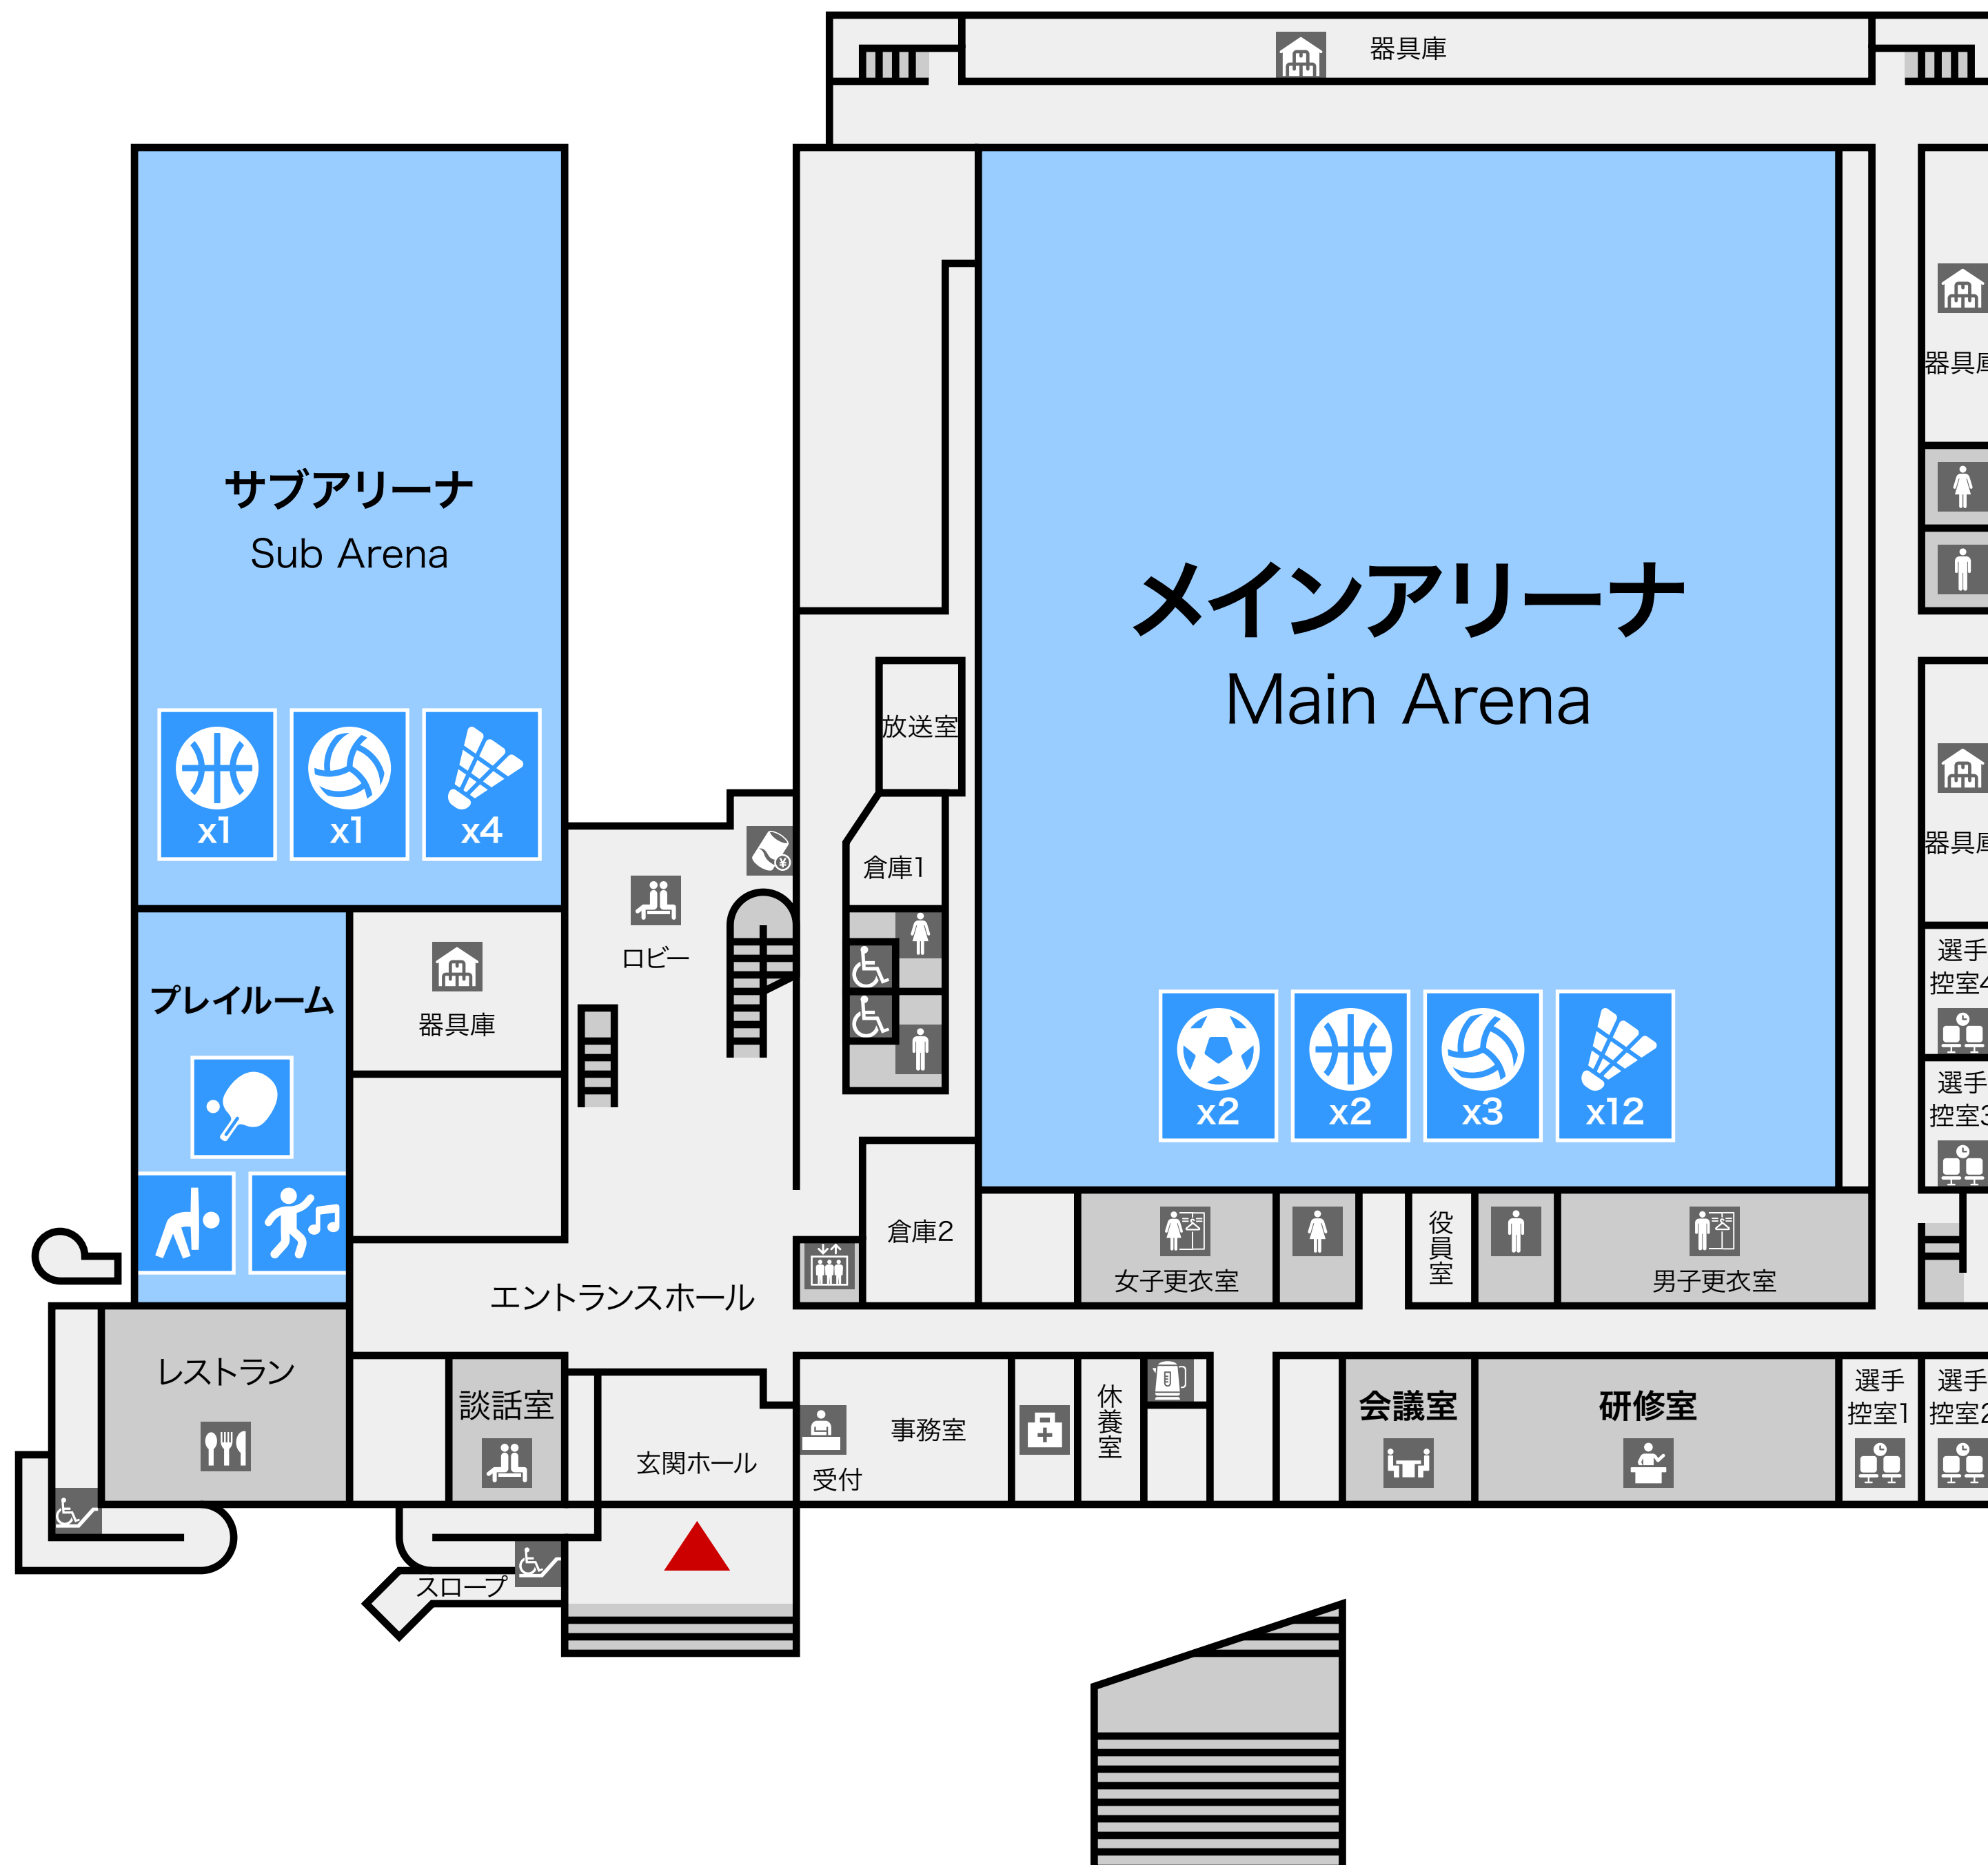 器具庫
サブアリーナ
Sub Arena
x1
x1
x4
メインアリーナ
Main Arena
x2
x2
x3
x12
放送室
倉庫1
ロビー
プレイルーム
器具庫
倉庫2
エントランスホール
女子更衣室
役員室
男子更衣室
器具庫
器具庫
選手
控室4
選手
控室3
レストラン
談話室
玄関ホール
事務室
受付
休養室
会議室
研修室
選手
控室1
選手
控室2
スロープ